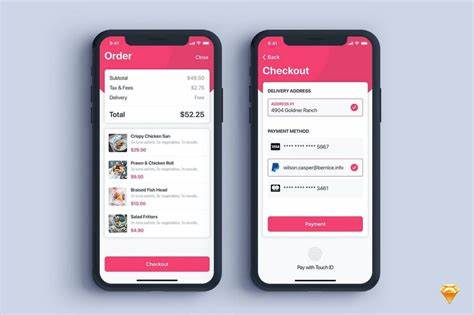 9:41
Order
Close
Subtotal $49.50
Tax & Fees $2.75
Delivery Free
Total $52.25
Crispy Chicken San
$29.90
Prawn & Chicken Roll
$9.50
Braised Fish Head
$10.00
Salad Fritters
$4.90
Checkout
9:41
Back
Checkout
DELIVERY ADDRESS
ADDRESS #1
4904 Goldner Ranch
PAYMENT METHOD
VISA **** **** **** 5667
wilson.casper@bernice.info
**** **** **** 3461
Payment
Pay with Touch ID